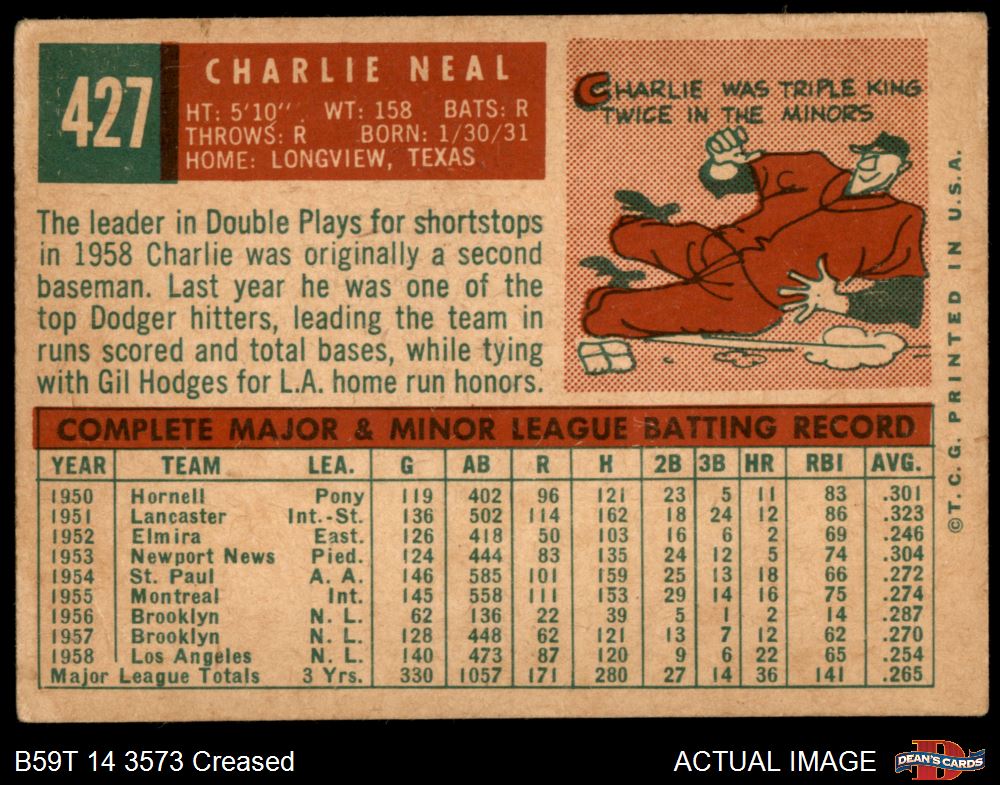 427
CHARLIE NEAL
HT: 5'10" WT: 158 BATS: R
THROWS: R BORN: 1/30/31
HOME: LONGVIEW, TEXAS
The leader in Double Plays for shortstops
in 1958 Charlie was originally a second
baseman. Last year he was one of the
top Dodger hitters, leading the team in
runs scored and total bases, while tying
with Gil Hodges for L.A. home run honors.
CHARLIE WAS TRIPLE KING
TWICE IN THE MINORS
©T.C.G. PRINTED IN U.S.A.
COMPLETE MAJOR & MINOR LEAGUE BATTING RECORD
YEAR TEAM LEA. G AB R H 2B 3B HR RBI AVG.
1950 Hornell Pony 119 402 96 121 23 5 11 83 .301
1951 Lancaster Int.-St. 136 502 114 162 18 24 12 86 .323
1952 Elmira East. 126 418 50 103 16 6 2 69 .246
1953 Newport News Pied. 124 444 83 135 24 12 5 74 .304
1954 St. Paul A. A. 146 585 101 159 25 13 18 66 .272
1955 Montreal Int. 145 558 111 153 29 14 16 75 .274
1956 Brooklyn N. L. 62 136 22 39 5 1 2 14 .287
1957 Brooklyn N. L. 128 448 62 121 13 7 12 62 .270
1958 Los Angeles N. L. 140 473 87 120 9 6 22 65 .254
Major League Totals 3 Yrs. 330 1057 171 280 27 14 36 141 .265
B59T 14 3573 Creased
ACTUAL IMAGE
DEAN'S CARDS